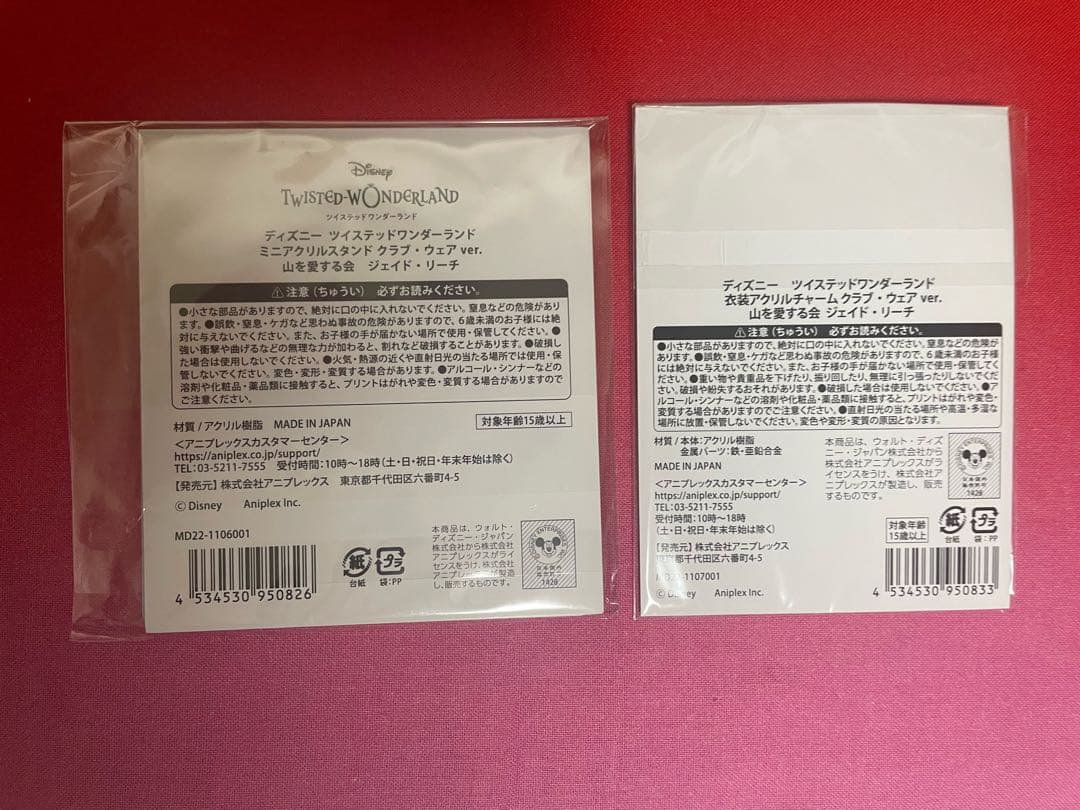 Disney
TWISTED-WONDERLAND
ツイステッドワンダーランド
ディズニー ツイステッドワンダーランド
ミニアクリルスタンド クラブ・ウェア ver.
山を愛する会 ジェイド・リーチ
⚠注意（ちゅうい） 必ずお読みください。
●小さな部品がありますので、絶対に口の中に入れないでください。窒息などの危険があり
ます。●誤飲・窒息・ケガなど思わぬ事故の危険がありますので、6歳未満のお子様には絶
対に与えないでください。また、お子様の手が届かない場所で使用・保管してください。●
強い衝撃や曲げるなどの無理な力が加わると、割れなど破損することがあります。●破損し
た場合は使用しないでください。●火気・熱源の近くや直射日光の当たる場所では使用・保
管しないでください。変色・変形・変質する場合があります。●アルコール・シンナーなどの
溶剤や化粧品・薬品類に接触すると、プリントはがれや変色・変質する場合がありますので
ご注意ください。
材質 / アクリル樹脂 MADE IN JAPAN
対象年齢15歳以上
＜アニプレックスカスタマーセンター＞
https://aniplex.co.jp/support/
TEL：03-5211-7555 受付時間：10時～18時（土・日・祝日・年末年始は除く）
【発売元】株式会社アニプレックス 東京都千代田区六番町4-5
© Disney Aniplex Inc.
MD22-1106001
4 534530 950826
紙
台紙
プラ
袋：PP
本商品は、ウォルト・
ディズニー・ジャパン
株式会社から株式会社
アニプレックスがライ
センスをうけ、製造
し、販売するものです。
日本国内
販売許可
1428
ディズニー ツイステッドワンダーランド
衣装アクリルチャーム クラブ・ウェア ver.
山を愛する会 ジェイド・リーチ
⚠注意（ちゅうい） 必ずお読みください。
●小さな部品がありますので、絶対に口の中に入れないでください。窒息などの危険があり
ます。●誤飲・窒息・ケガなど思わぬ事故の危険がありますので、6歳未満のお子様
には絶対に与えないでください。また、お子様の手が届かない場所で使用・保管してくださ
い。●重い物や貴重品を下げたり、振り回したり、無理に引っ張ったりしないでくだ
さい。破損や紛失するおそれがあります。●破損した場合は使用しないでください。●ア
ルコール・シンナーなどの溶剤や化粧品・薬品類に接触すると、プリントはがれや変色・
変質する場合がありますのでご注意ください。●直射日光の当たる場所や高温・多湿な
場所に放置・保管しないでください。変色や変形・変質の原因となります。
材質 / 本体：アクリル樹脂
金属パーツ：鉄・亜鉛合金
MADE IN JAPAN
＜アニプレックスカスタマーセンター＞
https://aniplex.co.jp/support/
TEL：03-5211-7555
受付時間：10時～18時
（土・日・祝日・年末年始は除く）
【発売元】株式会社アニプレックス
東京都千代田区六番町4-5
MD22-1107001
© Disney Aniplex Inc.
本商品は、ウォルト・ディズ
ニー・ジャパン株式会社から
株式会社アニプレックスがラ
イセンスをうけ、株式会社ア
ニプレックスが製造し、販売
するものです。
日本国内
販売許可
1428
対象年齢
15歳以上
紙
台紙
プラ
袋：PP
4 534530 950833